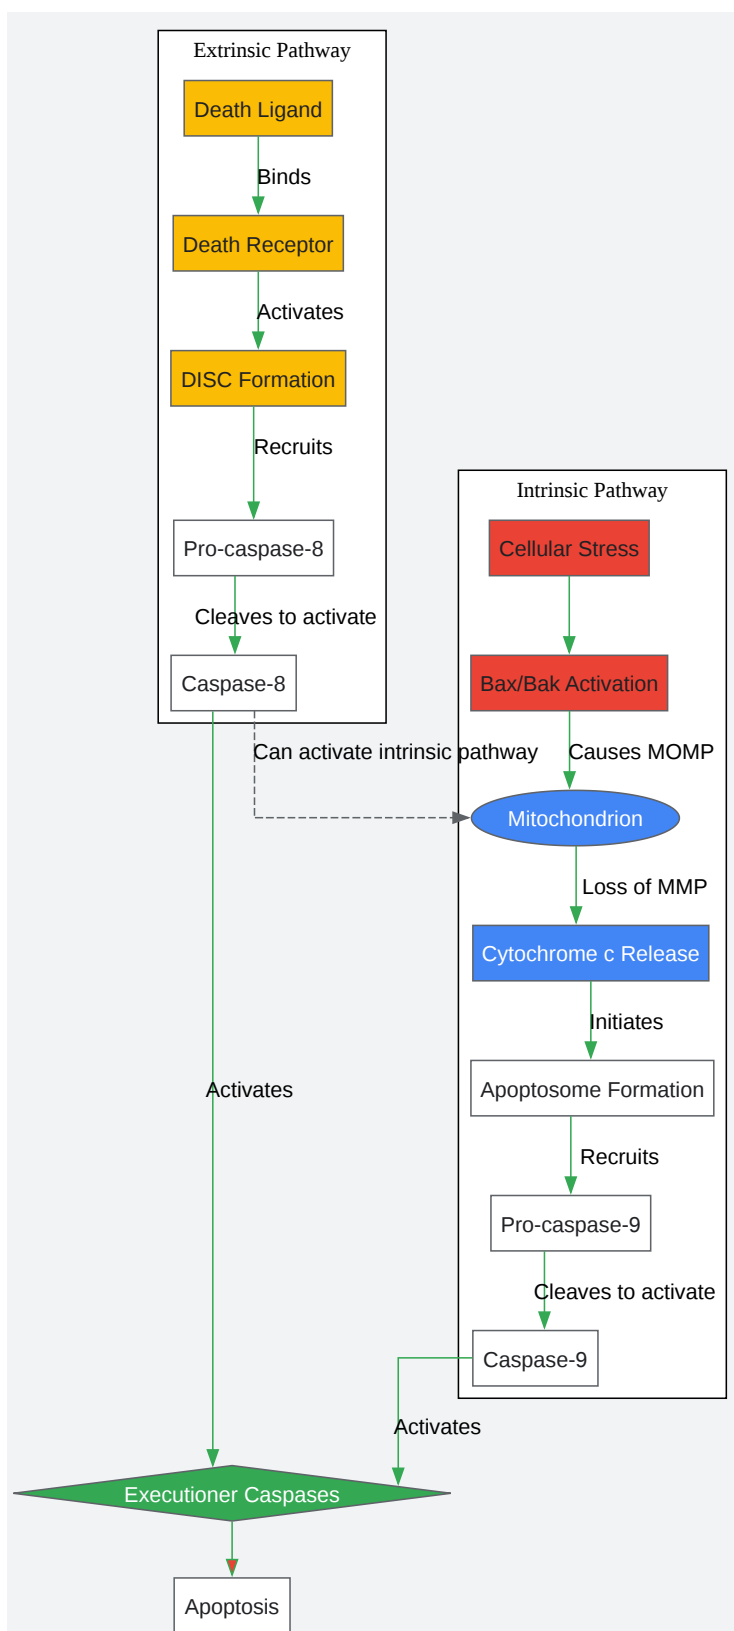 Extrinsic Pathway
Death Ligand
Binds
Death Receptor
Activates
DISC Formation
Recruits
Pro-caspase-8
Cleaves to activate
Caspase-8
Can activate intrinsic pathway
Intrinsic Pathway
Cellular Stress
Bax/Bak Activation
Causes MOMP
Mitochondrion
Loss of MMP
Cytochrome c Release
Initiates
Apoptosome Formation
Recruits
Pro-caspase-9
Cleaves to activate
Caspase-9
Activates
Activates
Executioner Caspases
Apoptosis